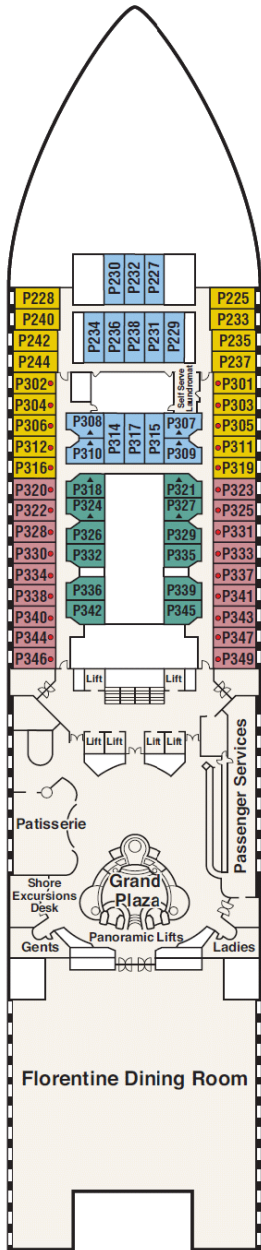 P230 P232 P227
P228 P225
P240 P234 P236 P238 P231 P229 P233
P242 P235
P244 P237
P302 Self Serve Laundromat P301
P304 P303
P306 P308 P314 P317 P315 P307 P305
P312 P310 P309 P311
P316 P319
P320 P318 P321 P323
P322 P324 P327 P325
P328 P326 P329 P331
P330 P332 P335 P333
P334 P336 P339 P337
P338 P342 P345 P341
P340 P343
P344 P347
P346 P349
Lift Lift
Lift Lift Lift Lift
Passenger Services
Patisserie
Shore
Excursions
Desk
Grand
Plaza
Panoramic Lifts
Gents Ladies
Florentine Dining Room